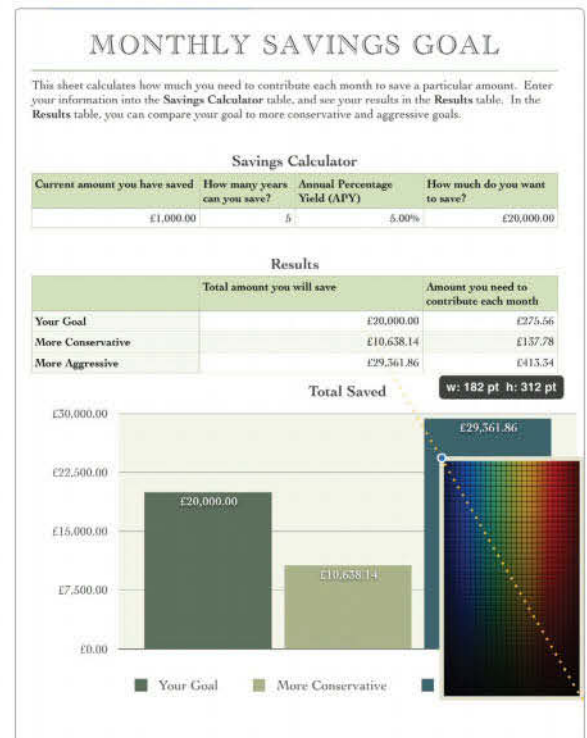 MONTHLY SAVINGS GOAL
This sheet calculates how much you need to contribute each month to save a particular amount. Enter
your information into the Savings Calculator table, and see your results in the Results table. In the
Results table, you can compare your goal to more conservative and aggressive goals.
Savings Calculator
Current amount you have saved How many years can you save? Annual Percentage Yield (APY) How much do you want to save?
£1,000.00 5 5.00% £20,000.00
Results
Total amount you will save Amount you need to contribute each month
Your Goal £20,000.00 £275.56
More Conservative £10,638.14 £137.78
More Aggressive £29,361.86 £413.34
Total Saved
w: 182 pt h: 312 pt
£30,000.00
£29,361.86
£22,500.00
£20,000.00
£15,000.00
£10,638.14
£7,500.00
£0.00
Your Goal More Conservative